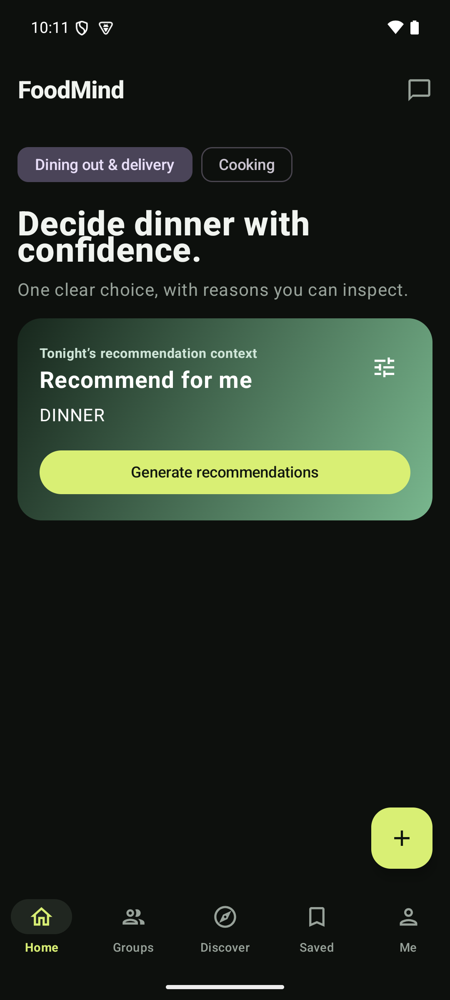 10:11
FoodMind
Dining out & delivery
Cooking
Decide dinner with
confidence.
One clear choice, with reasons you can inspect.
Tonight’s recommendation context
Recommend for me
DINNER
Generate recommendations
Home
Groups
Discover
Saved
Me